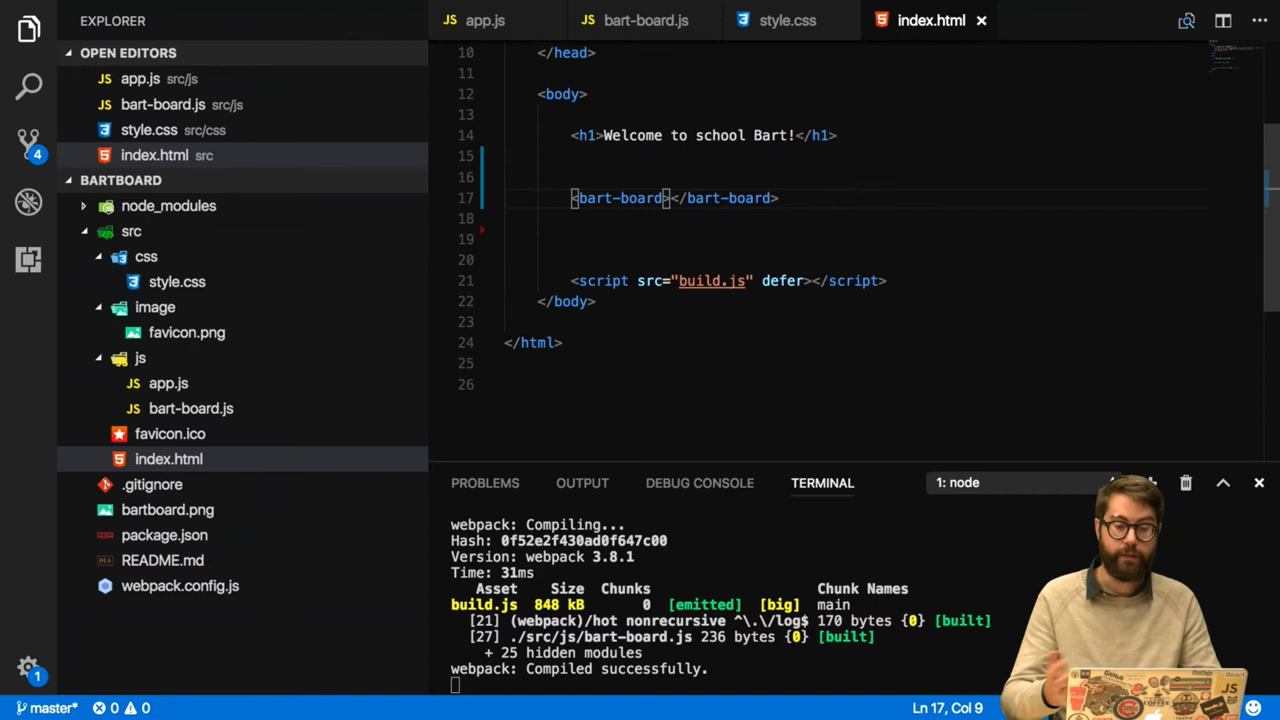 EXPLORER
OPEN EDITORS
JS app.js src/js
JS bart-board.js src/js
style.css src/css
index.html src
BARTBOARD
node_modules
src
css
style.css
image
favicon.png
js
JS app.js
JS bart-board.js
favicon.ico
index.html
.gitignore
bartboard.png
package.json
README.md
webpack.config.js
4
1
JS app.js JS bart-board.js style.css index.html
10 </head>
11
12 <body>
13
14 <h1>Welcome to school Bart!</h1>
15
16
17 <bart-board></bart-board>
18
19
20
21 <script src="build.js" defer></script>
22 </body>
23
24 </html>
25
26
PROBLEMS OUTPUT DEBUG CONSOLE TERMINAL 1: node
webpack: Compiling...
Hash: 0f52e2f430ad0f647c00
Version: webpack 3.8.1
Time: 31ms
Asset Size Chunks Chunk Names
build.js 848 kB 0 [emitted] [big] main
[21] (webpack)/hot nonrecursive ^\.\/log$ 170 bytes {0} [built]
[27] ./src/js/bart-board.js 236 bytes {0} [built]
+ 25 hidden modules
webpack: Compiled successfully.
GitHub
React
JS
master* 0 0 Ln 17, Col 9